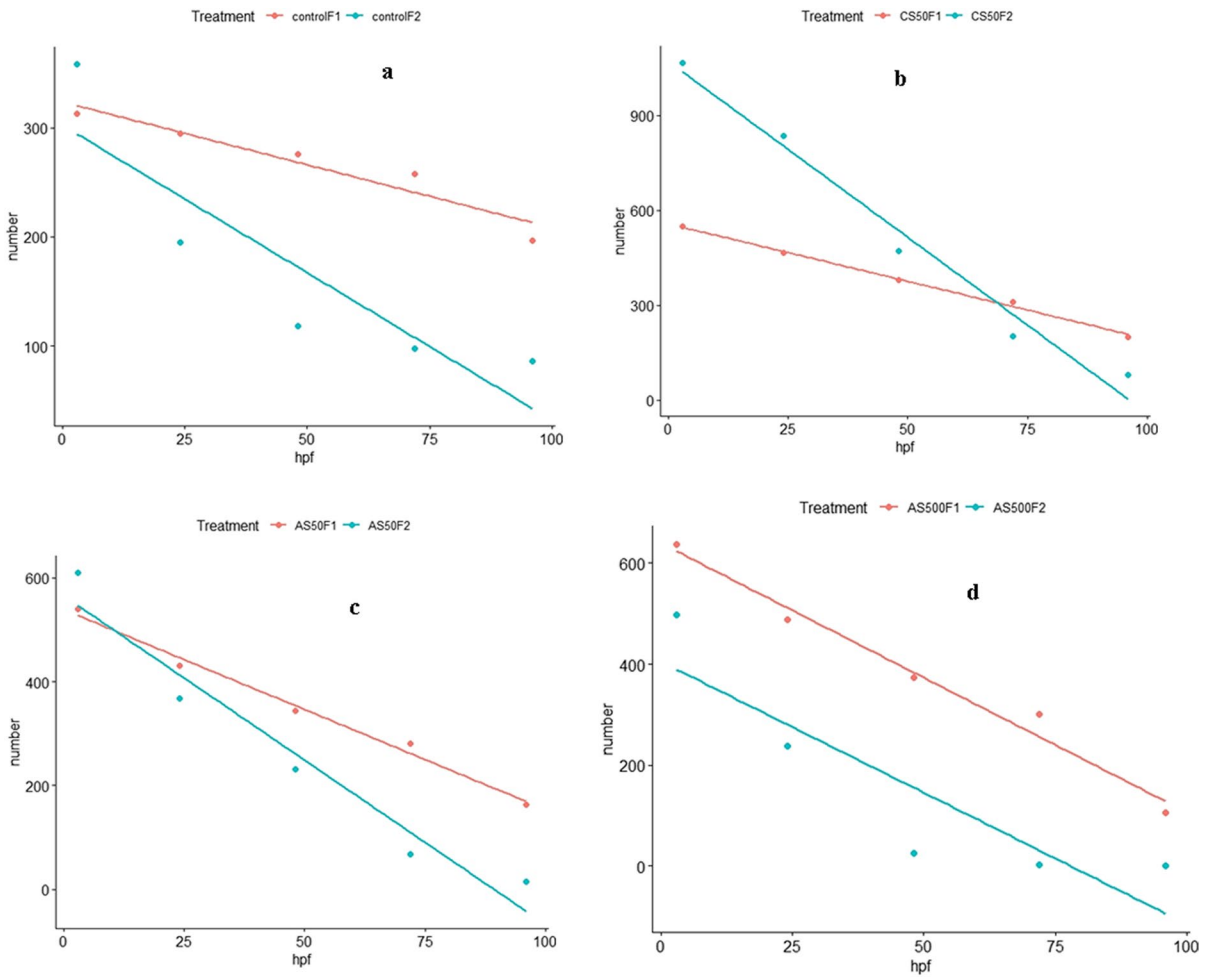 Treatment controlF1 controlF2
a
300
200
100
number
0 25 50 75 100
hpf
Treatment CS50F1 CS50F2
b
900
600
300
0
number
0 25 50 75 100
hpf
Treatment AS50F1 AS50F2
c
600
400
200
0
number
0 25 50 75 100
hpf
Treatment AS500F1 AS500F2
d
600
400
200
0
number
0 25 50 75 100
hpf